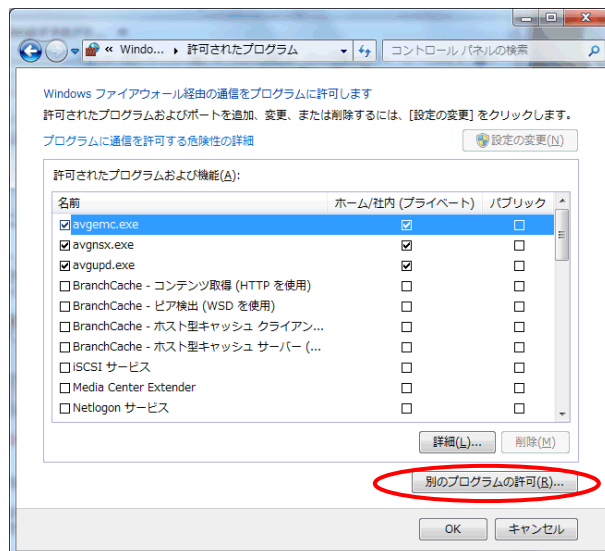 « Windo... ▸ 許可されたプログラム
コントロール パネルの検索
Windows ファイアウォール経由の通信をプログラムに許可します
許可されたプログラムおよびポートを追加、変更、または削除するには、[設定の変更] をクリックします。
プログラムに通信を許可する危険性の詳細
設定の変更(N)
許可されたプログラムおよび機能(A):
名前 ホーム/社内 (プライベート) パブリック
avgemc.exe
avgnsx.exe
avgupd.exe
BranchCache - コンテンツ取得 (HTTP を使用)
BranchCache - ピア検出 (WSD を使用)
BranchCache - ホスト型キャッシュ クライアン...
BranchCache - ホスト型キャッシュ サーバー (...
iSCSI サービス
Media Center Extender
Netlogon サービス
詳細(L)... 削除(M)
別のプログラムの許可(R)...
OK キャンセル